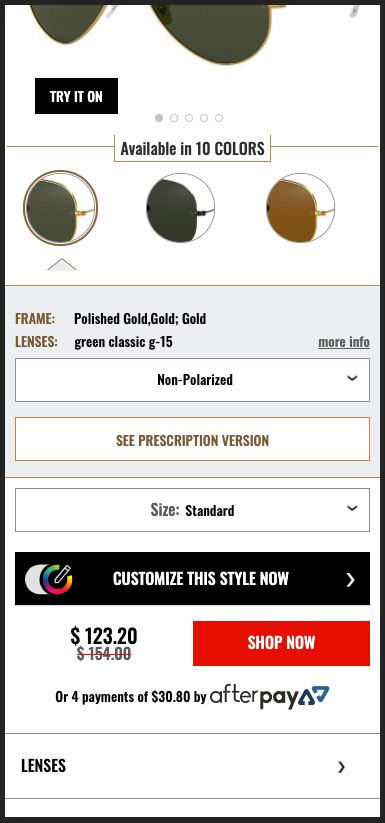 TRY IT ON
Available in 10 COLORS
FRAME: Polished Gold,Gold; Gold
LENSES: green classic g-15 more info
Non-Polarized
SEE PRESCRIPTION VERSION
Size: Standard
CUSTOMIZE THIS STYLE NOW
$ 123.20
$ 154.00
SHOP NOW
Or 4 payments of $30.80 by afterpay
LENSES